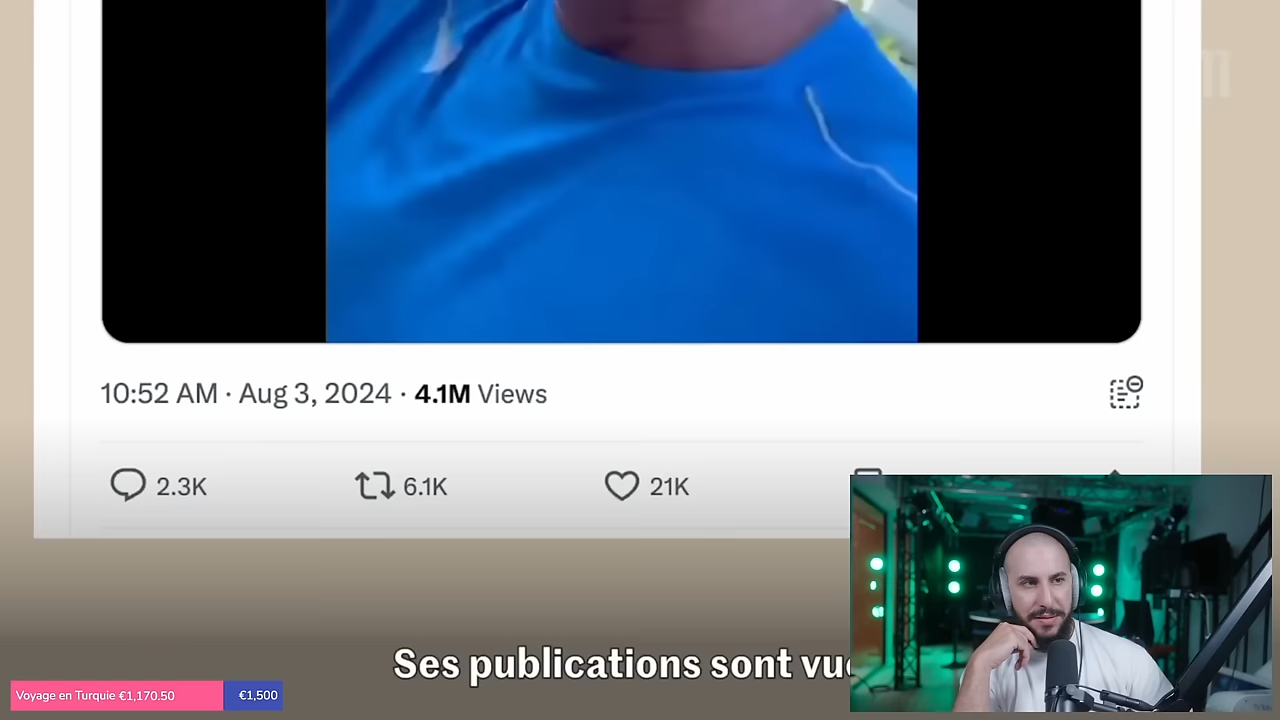 10:52 AM · Aug 3, 2024 · 4.1M Views
2.3K
6.1K
21K
Ses publications sont vu
Voyage en Turquie €1,170.50
€1,500